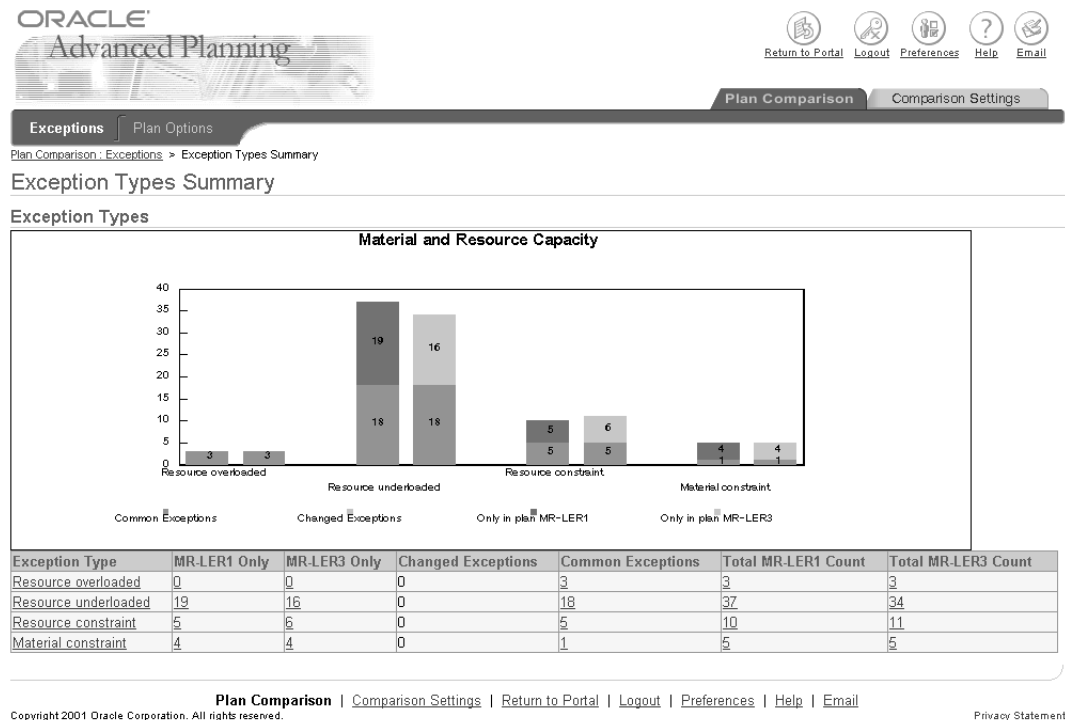 ORACLE'
Advanced Planning
Return to Portal Logout Preferences Help Email
Plan Comparison Comparison Settings
Exceptions Plan Options
Plan Comparison : Exceptions > Exception Types Summary
Exception Types Summary
Exception Types
Material and Resource Capacity
40
35
30
25
20
15
10
5
0
19 16
18 18
5 6
5 5
4 4
1 1
3 3
Resource overloaded Resource constraint
Resource underloaded Material constraint
Common Exceptions Changed Exceptions Only in plan MR-LER1 Only in plan MR-LER3
Exception Type MR-LER1 Only MR-LER3 Only Changed Exceptions Common Exceptions Total MR-LER1 Count Total MR-LER3 Count
Resource overloaded 0 0 0 3 3 3
Resource underloaded 19 16 0 18 37 34
Resource constraint 5 6 0 5 10 11
Material constraint 4 4 0 1 5 5
Plan Comparison | Comparison Settings | Return to Portal | Logout | Preferences | Help | Email
Copyright 2001 Oracle Corporation. All rights reserved. Privacy Statement